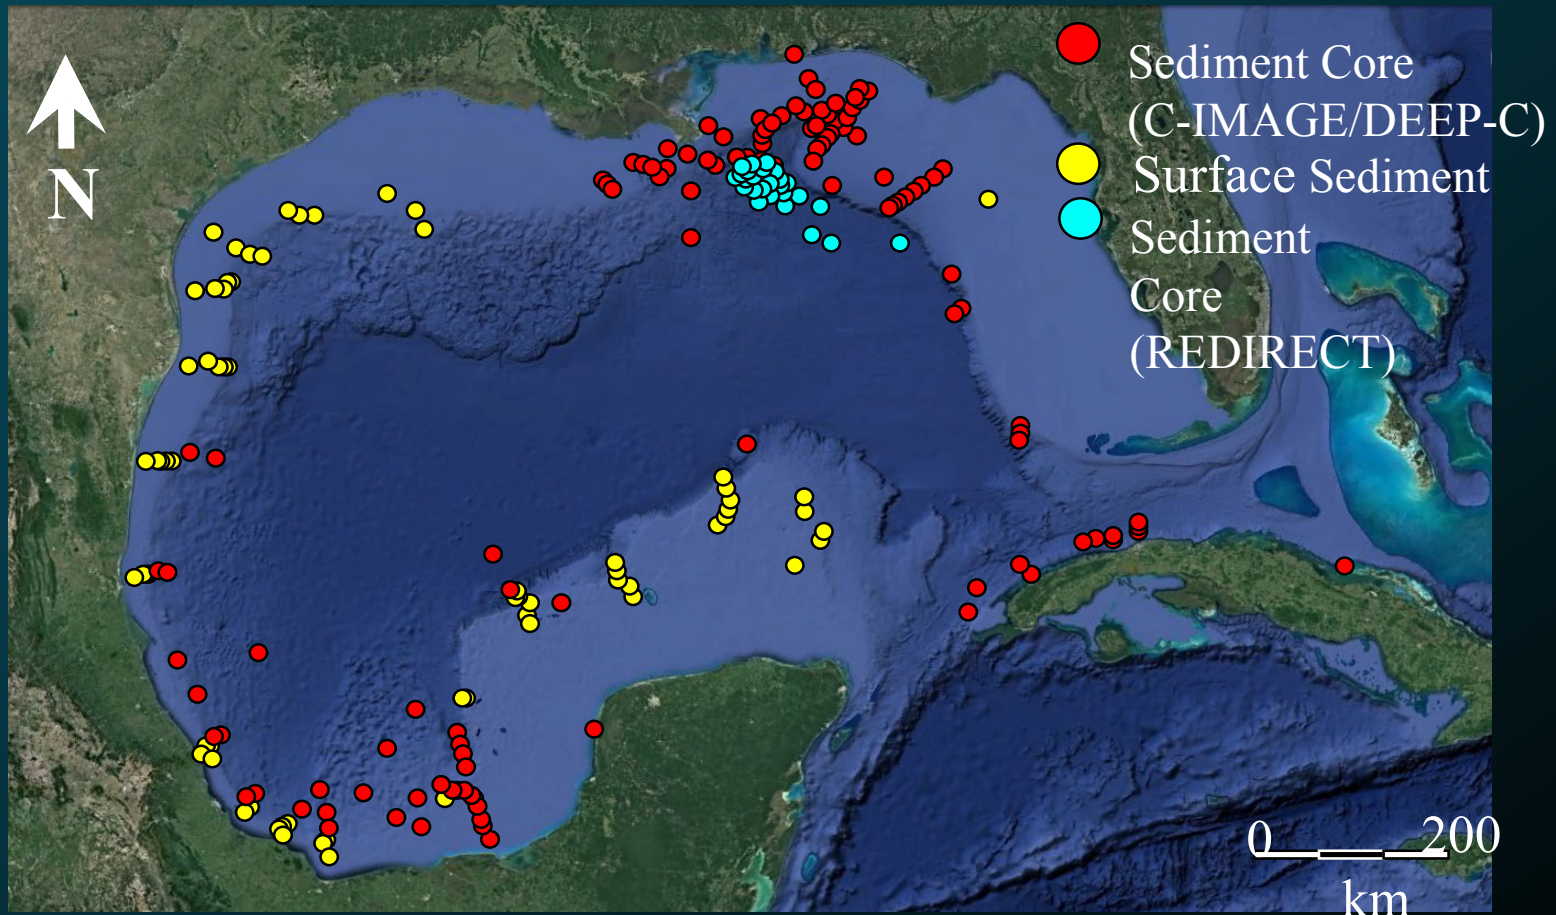 N
Sediment Core
(C-IMAGE/DEEP-C)
Surface Sediment
Sediment
Core
(REDIRECT)
0 200
km